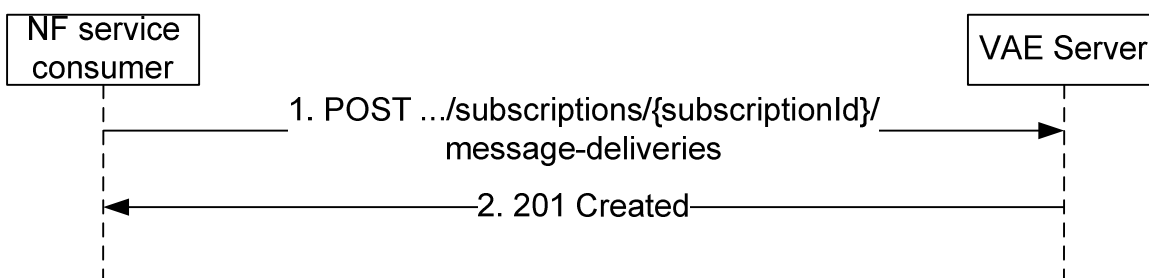 NF service
consumer
VAE Server
1. POST .../subscriptions/{subscriptionId}/
message-deliveries
2. 201 Created